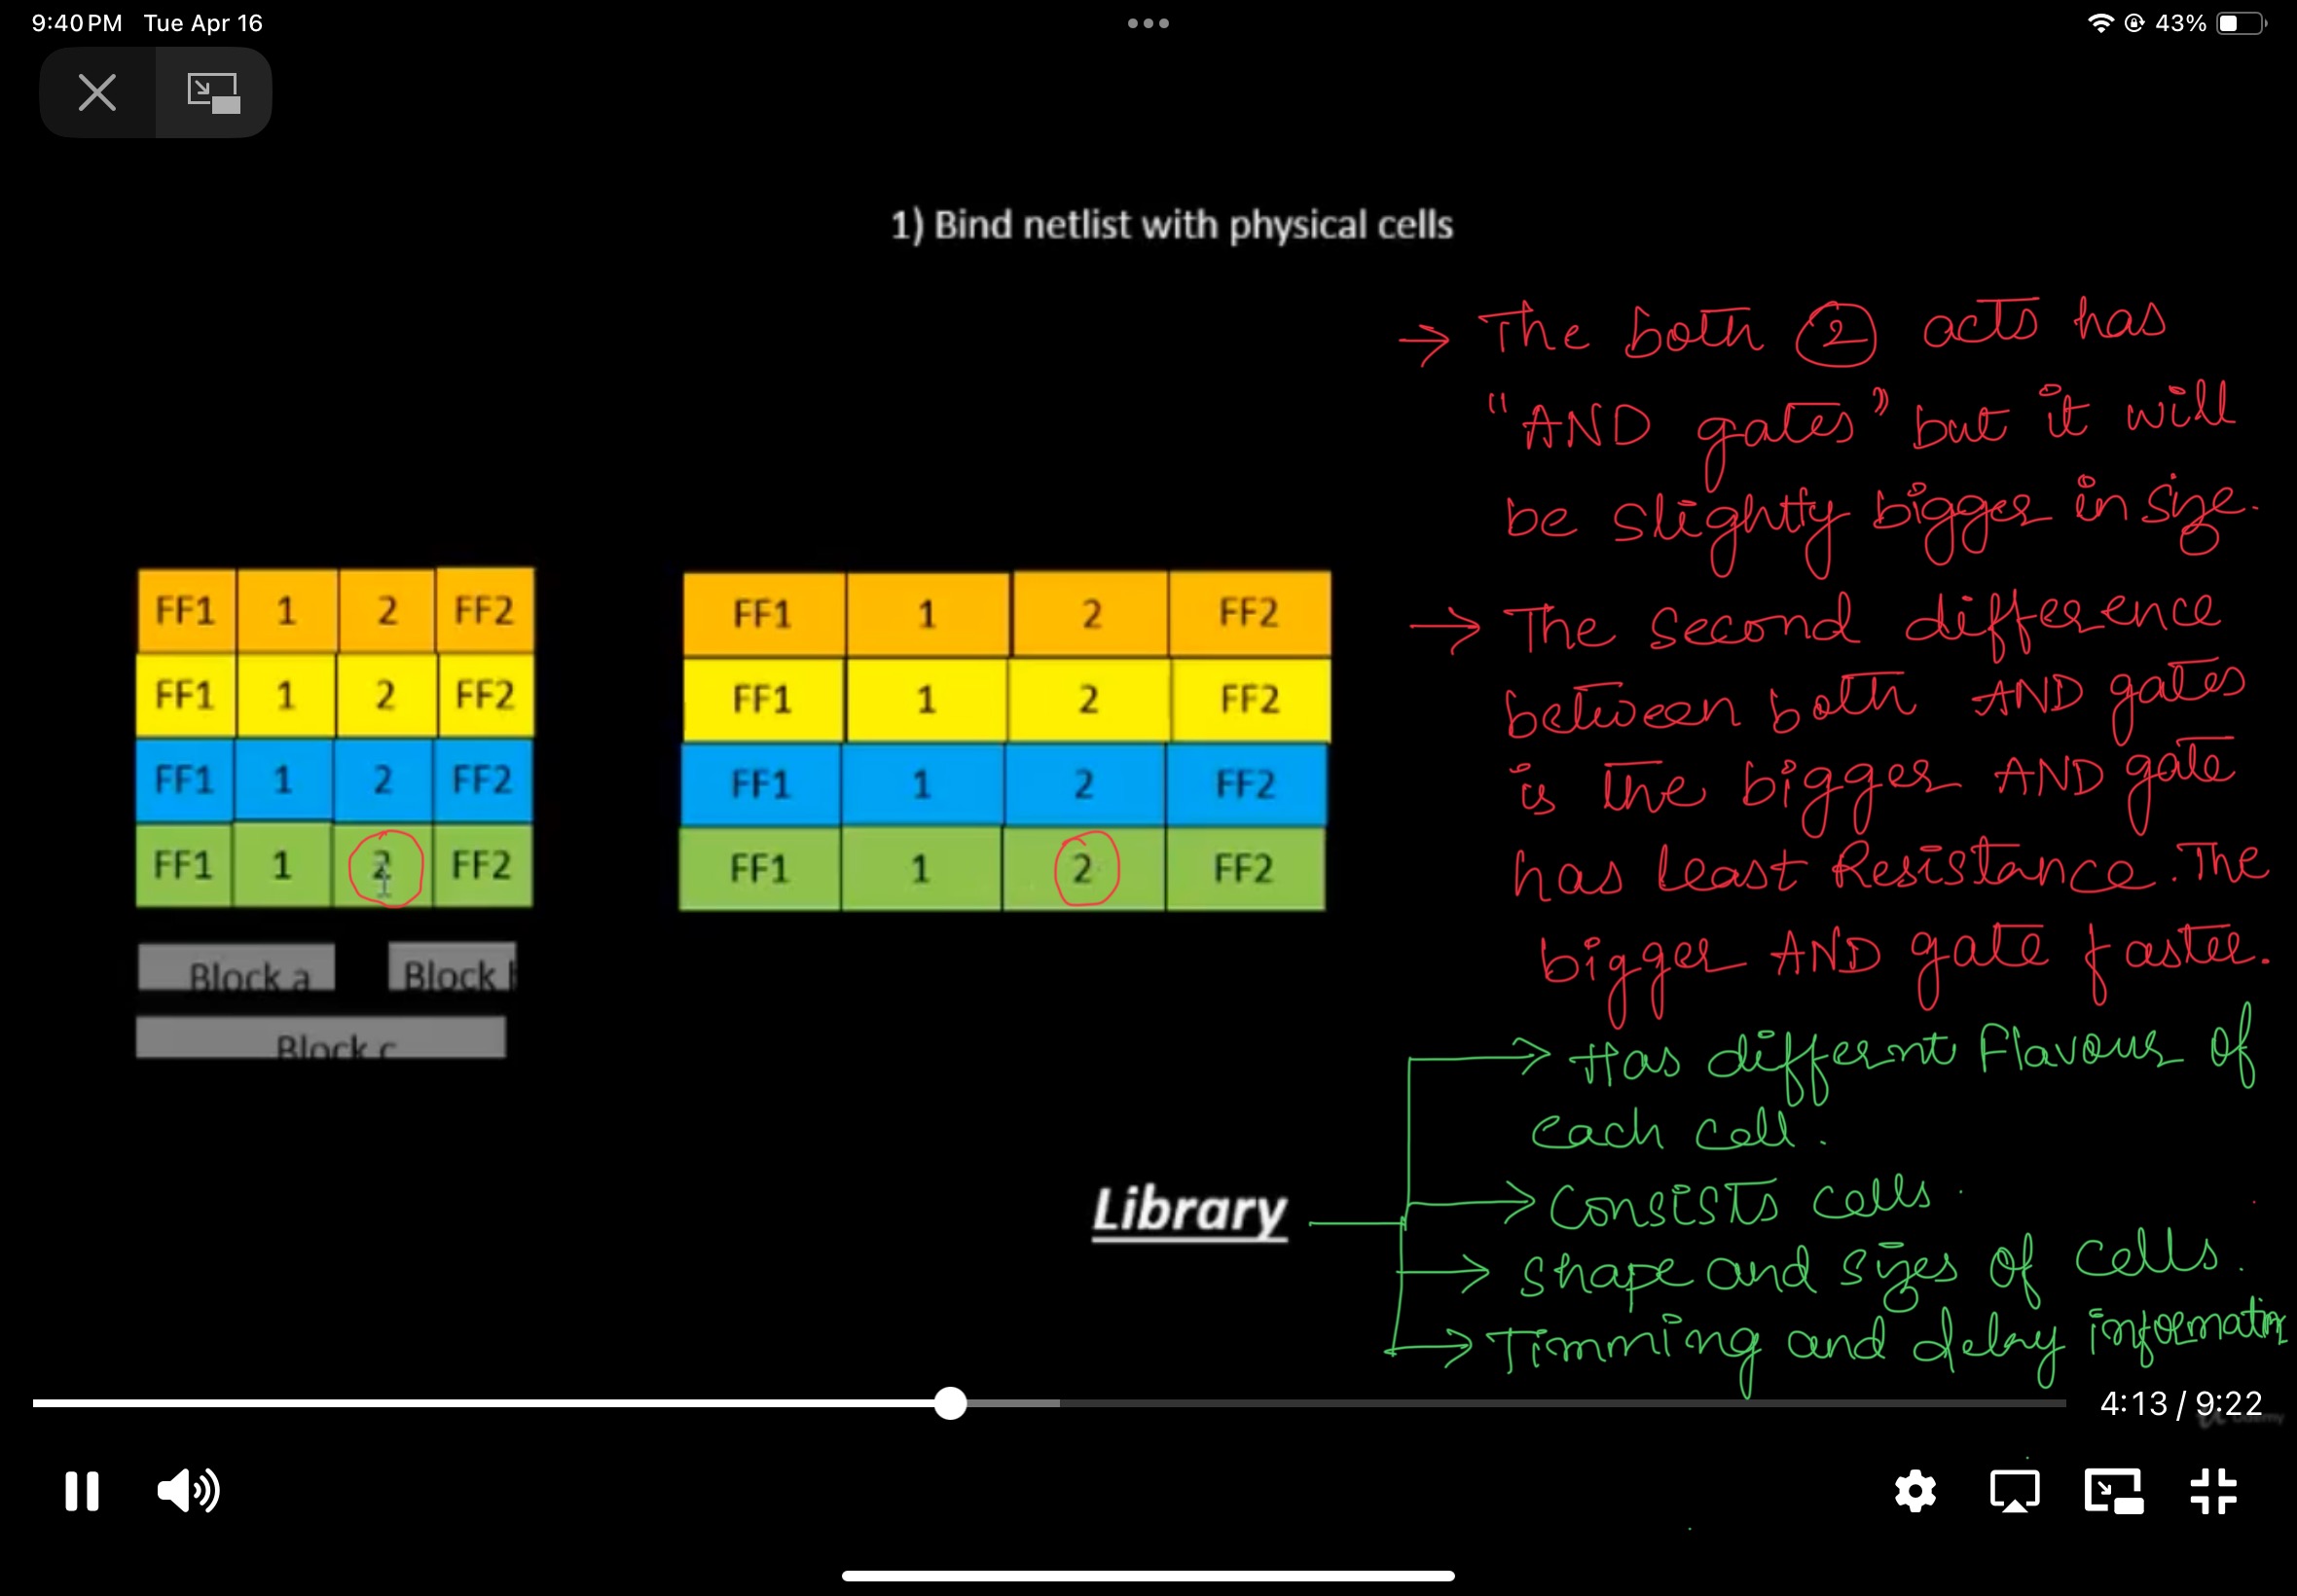 9:40 PM Tue Apr 16
43%
1) Bind netlist with physical cells
→ The both 2 acts has
"AND gates" but it will
be slightly bigger in size.
→ The second difference
between both AND gates
is the bigger AND gate
has least Resistance. The
bigger AND gate faster.
FF1 1 2 FF2
FF1 1 2 FF2
FF1 1 2 FF2
FF1 1 2 FF2
Block a
Block
Block c
FF1 1 2 FF2
FF1 1 2 FF2
FF1 1 2 FF2
FF1 1 2 FF2
Library
→ Has different Flavour of
each cell.
→ Consists cells.
→ shape and sizes of cells.
→ Timming and delay
4:13 / 9:22